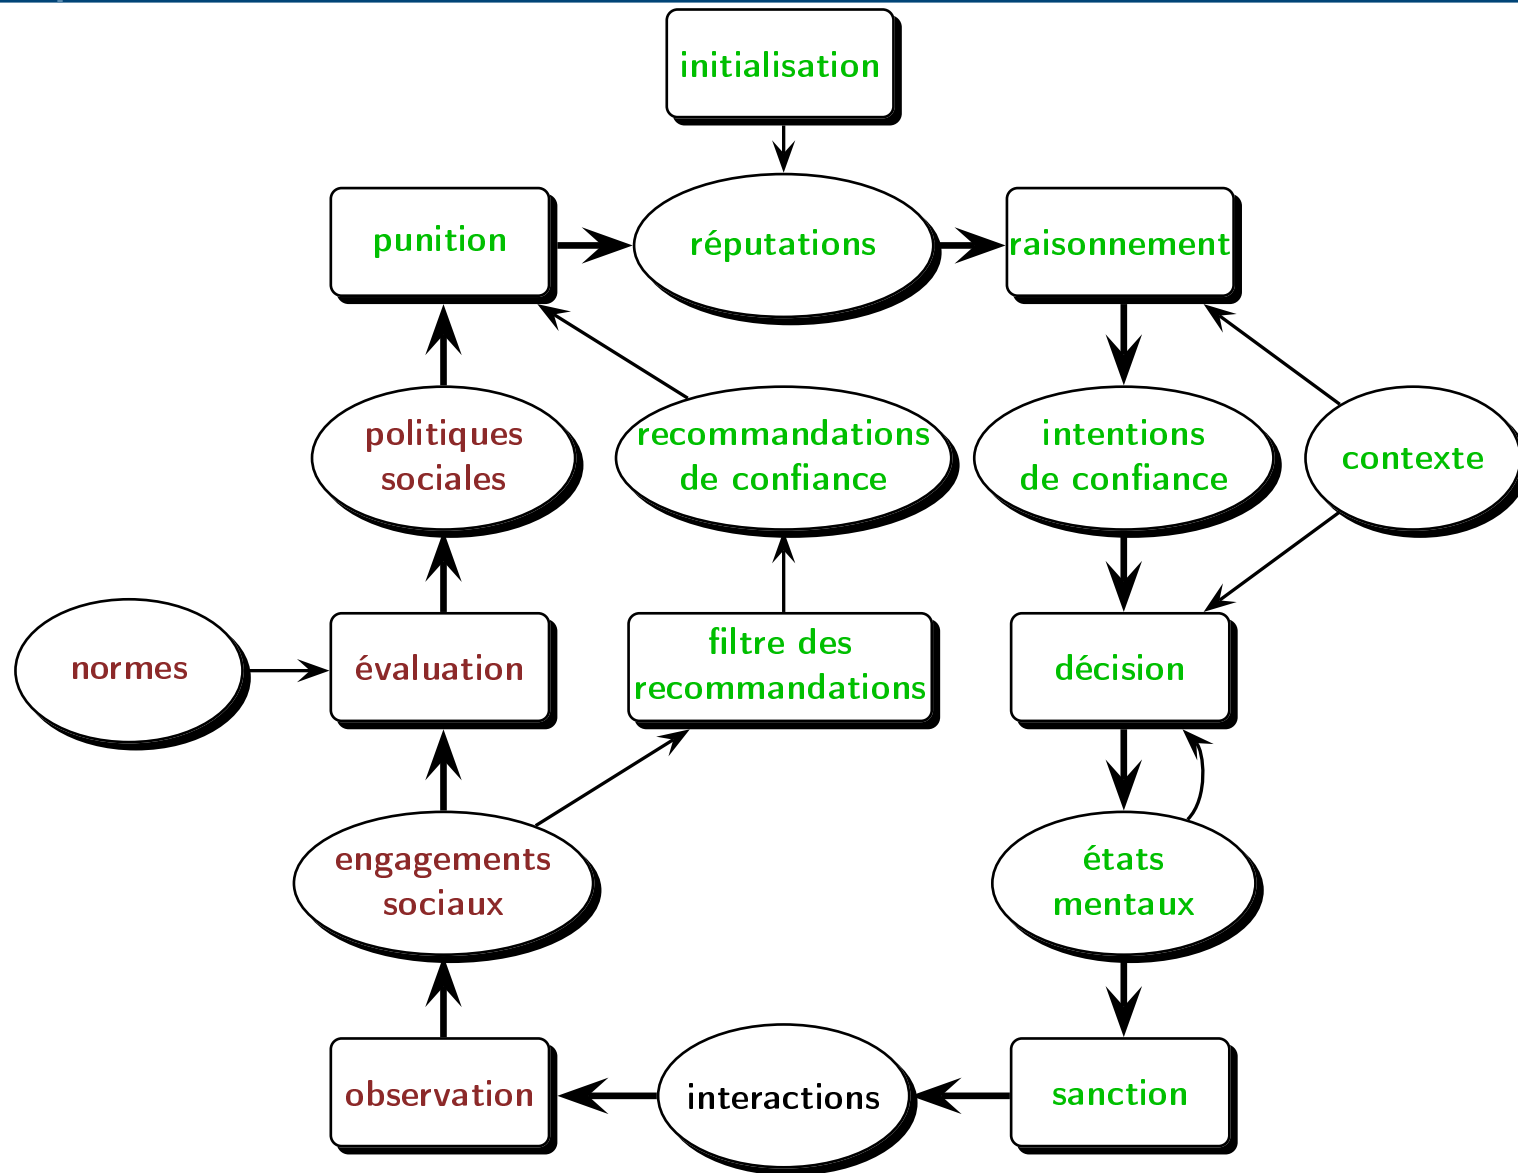 initialisation
punition
réputations
raisonnement
politiques
sociales
recommandations
de confiance
intentions
de confiance
contexte
normes
évaluation
filtre des
recommandations
décision
engagements
sociaux
états
mentaux
observation
interactions
sanction